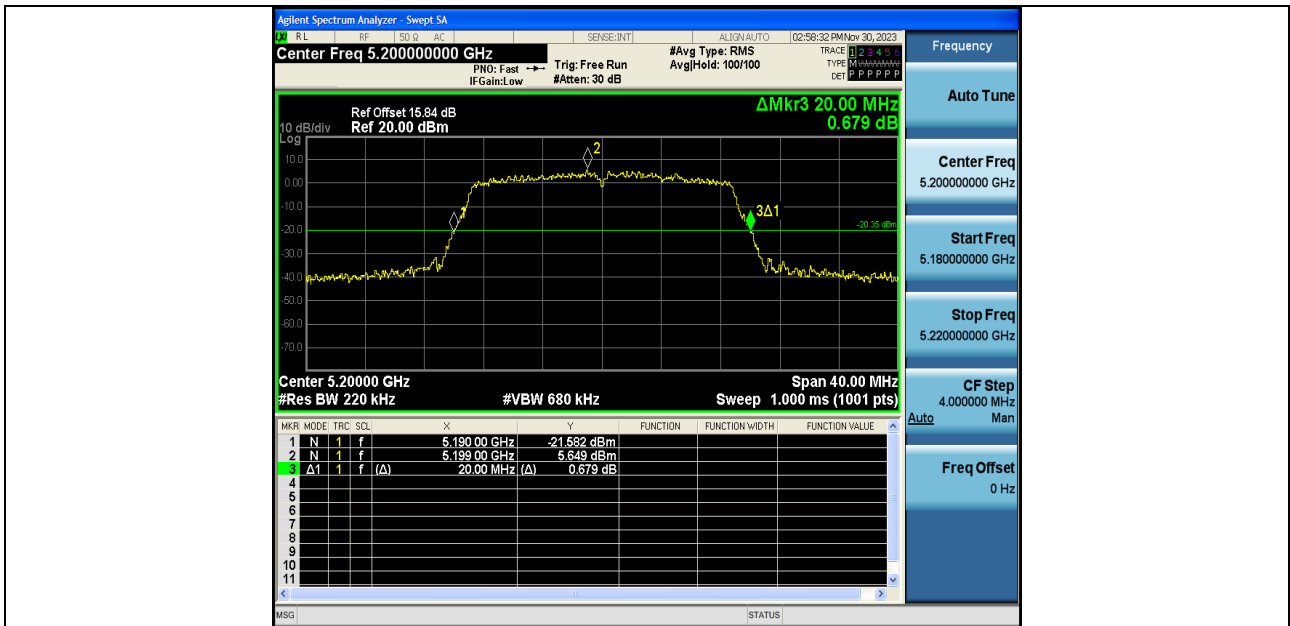 Agilent Spectrum Analyzer - Swept SA
RL RF 50 Ω AC SENSE:INT ALIGN AUTO 02:58:32 PM Nov 30, 2023
Center Freq 5.200000000 GHz
PNO: Fast
IFGain:Low
Trig: Free Run
#Atten: 30 dB
#Avg Type: RMS
Avg|Hold: 100/100
TRACE 1 2 3 4 5 6
TYPE M
DET P P P P P P
Frequency
Auto Tune
Center Freq
5.200000000 GHz
Start Freq
5.180000000 GHz
Stop Freq
5.220000000 GHz
CF Step
4.000000 MHz
Auto Man
Freq Offset
0 Hz
ΔMkr3 20.00 MHz
0.679 dB
Ref Offset 15.84 dB
10 dB/div Ref 20.00 dBm
Log
10.0
0.00
-10.0
-20.0
-30.0
-40.0
-50.0
-60.0
-70.0
2
3Δ1
-20.35 dBm
Center 5.20000 GHz Span 40.00 MHz
#Res BW 220 kHz #VBW 680 kHz Sweep 1.000 ms (1001 pts)
MKR MODE TRC SCL X Y FUNCTION FUNCTION WIDTH FUNCTION VALUE
1 N 1 f 5.190 00 GHz -21.582 dBm
2 N 1 f 5.199 00 GHz 5.649 dBm
3 Δ1 1 f (Δ) 20.00 MHz (Δ) 0.679 dB
4
5
6
7
8
9
10
11
MSG STATUS